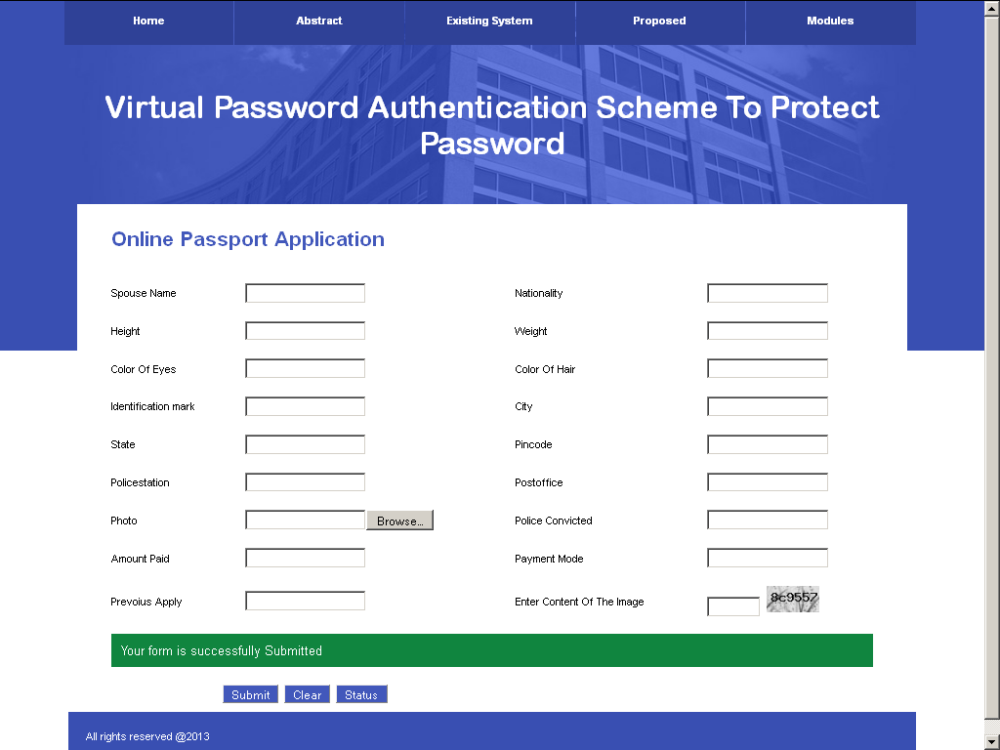 Home Abstract Existing System Proposed Modules
Virtual Password Authentication Scheme To Protect
Password
Online Passport Application
Spouse Name Nationality
Height Weight
Color Of Eyes Color Of Hair
Identification mark City
State Pincode
Policestation Postoffice
Photo Browse... Police Convicted
Amount Paid Payment Mode
Prevoius Apply Enter Content Of The Image 8c9557
Your form is successfully Submitted
Submit Clear Status
All rights reserved @2013